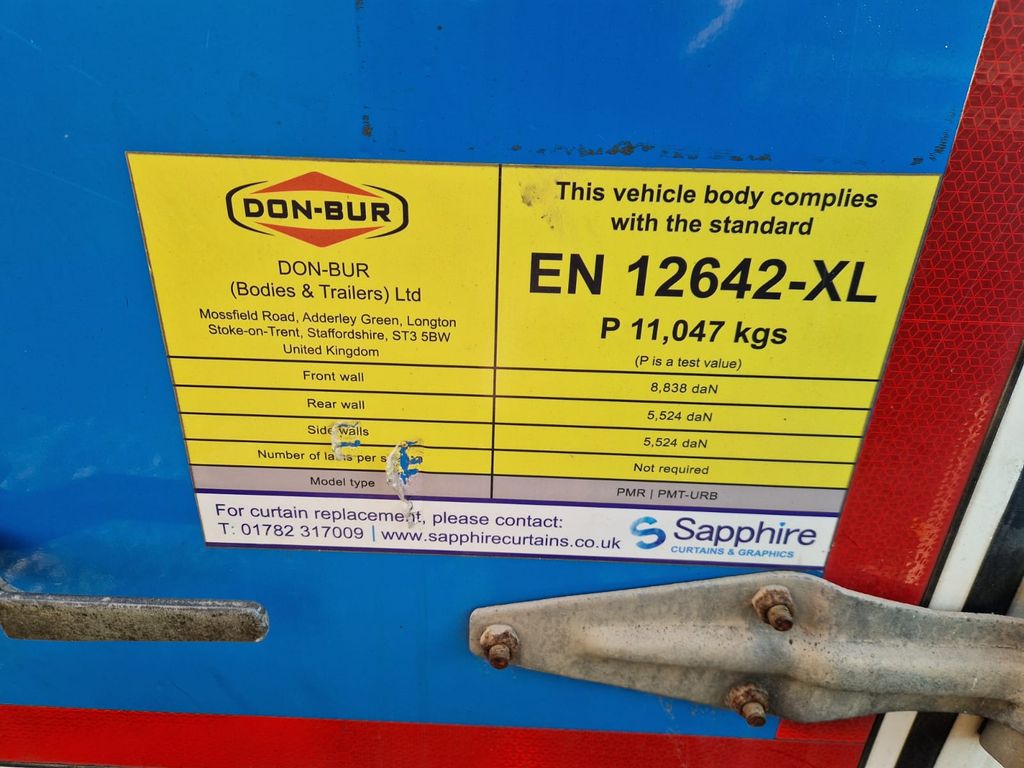 DON-BUR
DON-BUR
(Bodies & Trailers) Ltd
Mossfield Road, Adderley Green, Longton
Stoke-on-Trent, Staffordshire, ST3 5BW
United Kingdom
This vehicle body complies
with the standard
EN 12642-XL
P 11,047 kgs
(P is a test value)
Front wall 8,838 daN
Rear wall 5,524 daN
Side walls 5,524 daN
Number of per Not required
Model type PMR | PMT-URB
For curtain replacement, please contact:
T: 01782 317009 | www.sapphirecurtains.co.uk
Sapphire
CURTAINS & GRAPHICS